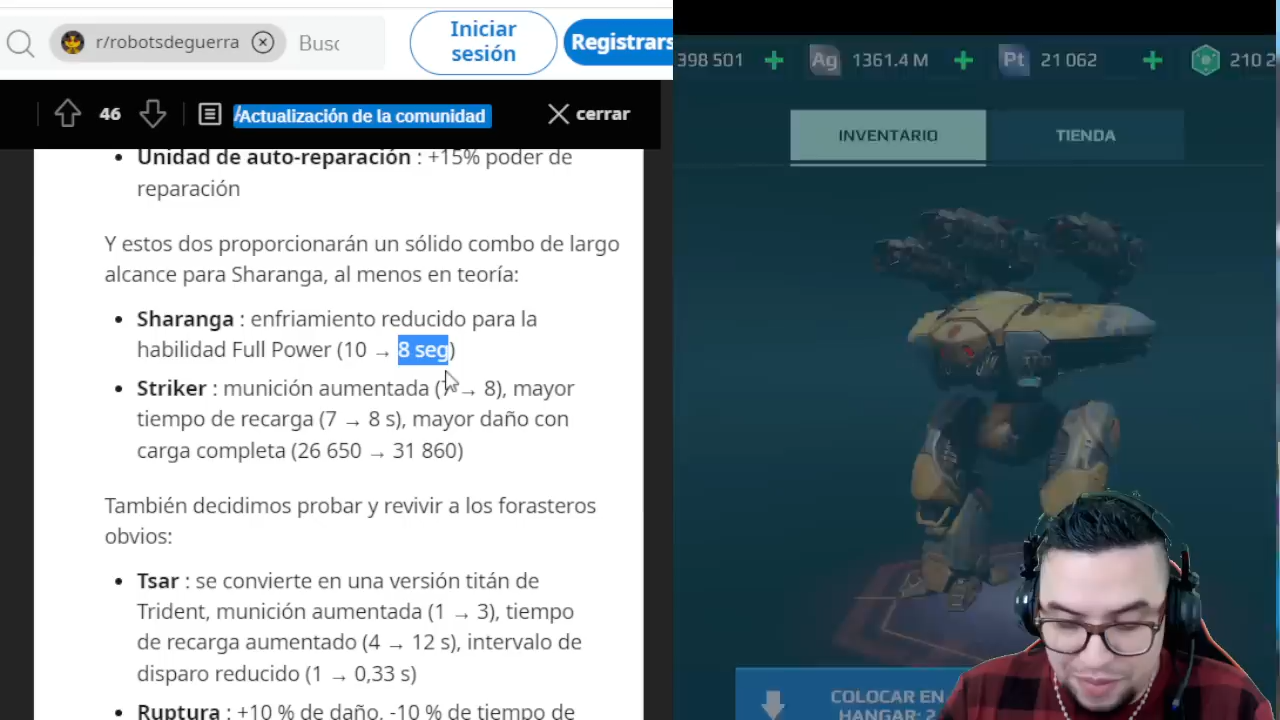 r/robotsdeguerra
Busc
Iniciar
sesión
Registrars
46
/Actualización de la comunidad
cerrar
• Unidad de auto-reparación : +15% poder de
reparación
Y estos dos proporcionarán un sólido combo de largo
alcance para Sharanga, al menos en teoría:
• Sharanga : enfriamiento reducido para la
habilidad Full Power (10 → 8 seg)
• Striker : munición aumentada (7 → 8), mayor
tiempo de recarga (7 → 8 s), mayor daño con
carga completa (26 650 → 31 860)
También decidimos probar y revivir a los forasteros
obvios:
• Tsar : se convierte en una versión titán de
Trident, munición aumentada (1 → 3), tiempo
de recarga aumentado (4 → 12 s), intervalo de
disparo reducido (1 → 0,33 s)
• Ruptura : +10 % de daño, -10 % de tiempo de
398 501
Ag 1361.4 M
Pt 21 062
210 2
INVENTARIO
TIENDA
COLOCAR EN
HANGAR: 2